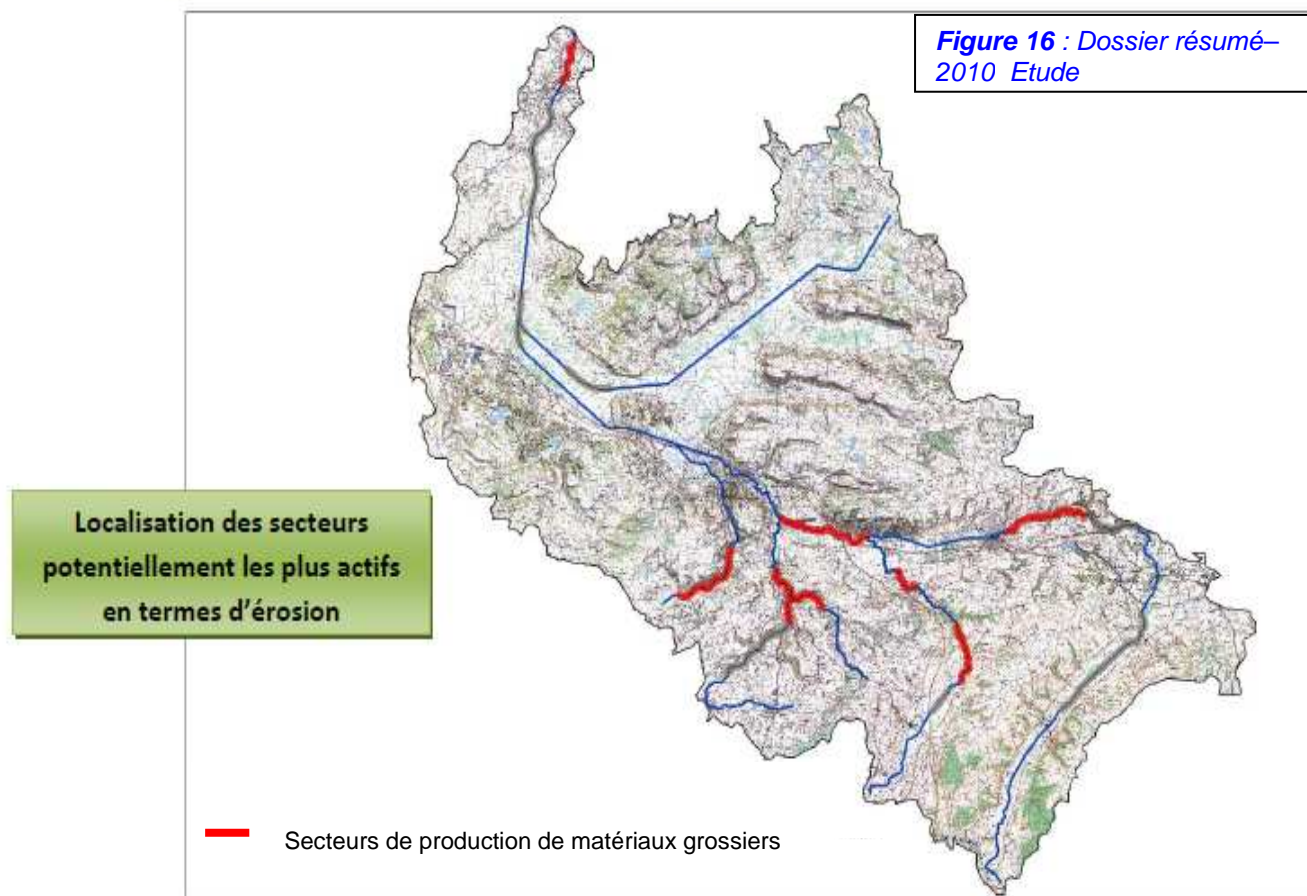 Figure 16 : Dossier résumé–
2010 Etude
Localisation des secteurs
potentiellement les plus actifs
en termes d’érosion
Secteurs de production de matériaux grossiers